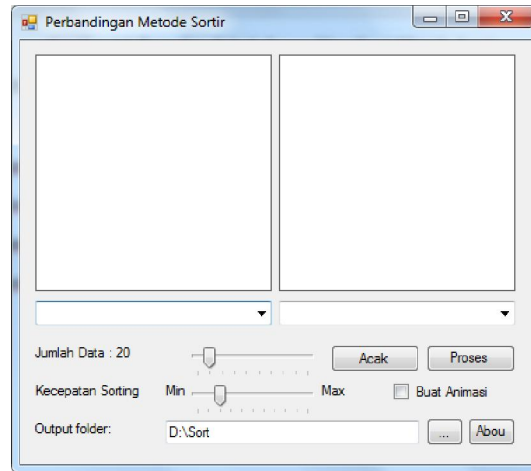 Perbandingan Metode Sortir
Jumlah Data : 20
Acak
Proses
Kecepatan Sorting
Min
Max
Buat Animasi
Output folder:
D:\Sort
...
Abou